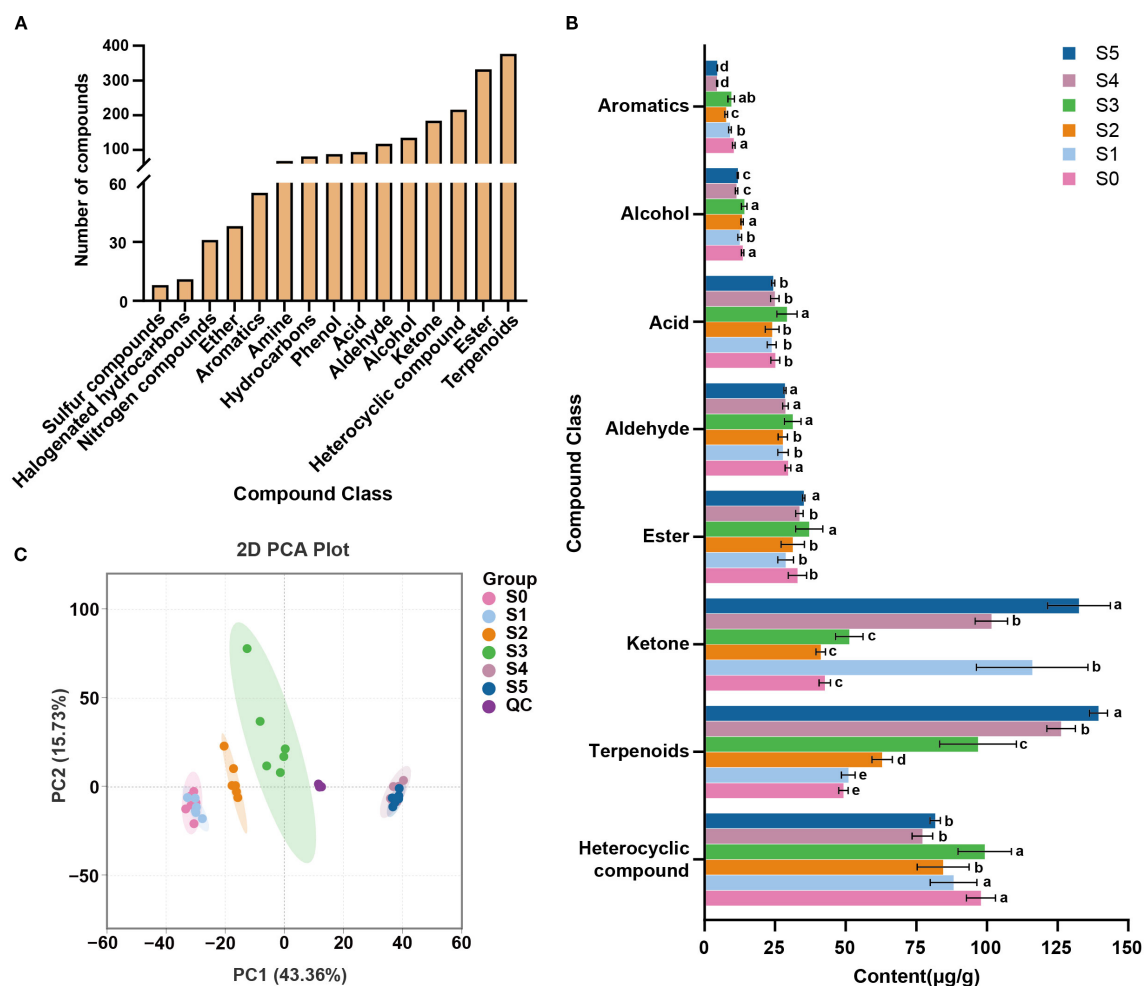 A
Number of compounds
400
300
200
100
60
30
0
Sulfur compounds
Halogenated hydrocarbons
Nitrogen compounds
Ether
Aromatics
Amine
Hydrocarbons
Phenol
Acid
Aldehyde
Alcohol
Ketone
Heterocyclic compound
Ester
Terpenoids
Compound Class
B
Compound Class
Aromatics
d
d
ab
c
b
a
Alcohol
c
c
a
a
b
a
Acid
b
b
a
b
b
b
Aldehyde
a
a
a
b
b
a
Ester
a
b
a
b
b
b
Ketone
a
b
c
c
b
c
Terpenoids
a
b
c
d
e
e
Heterocyclic
compound
b
b
a
b
a
a
0 25 50 75 100 125 150
Content(μg/g)
S5
S4
S3
S2
S1
S0
C
2D PCA Plot
PC2 (15.73%)
100
50
0
−50
−60 −40 −20 0 20 40 60
PC1 (43.36%)
Group
S0
S1
S2
S3
S4
S5
QC